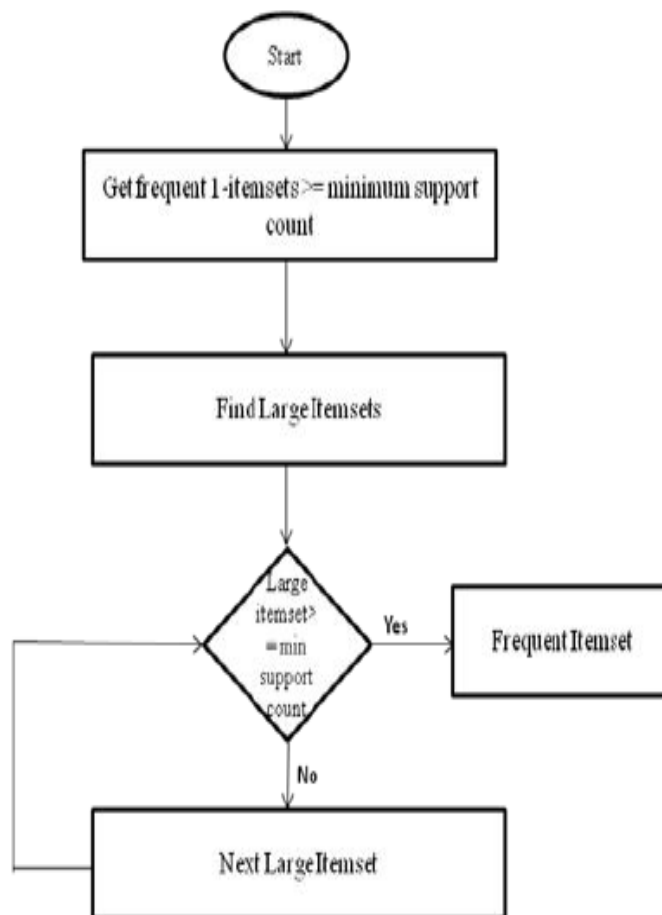 Start
Get frequent 1-itemsets >= minimum support
count
Find Large Itemsets
Large
itemset>
=min
support
count
Yes
Frequent Itemset
No
Next Large Itemset